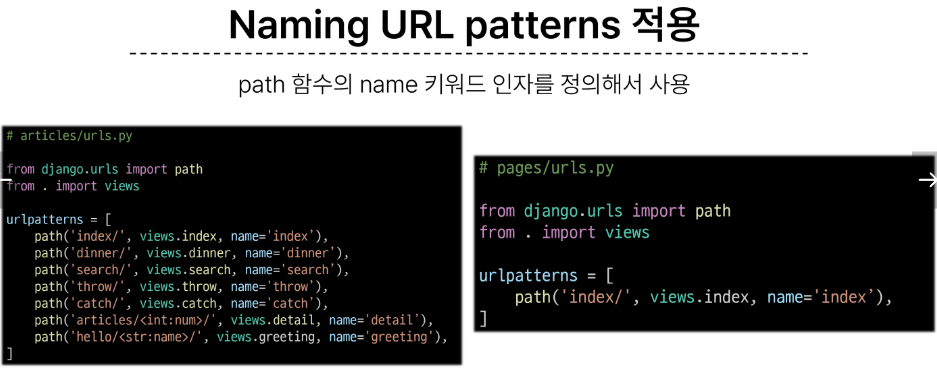 Naming URL patterns 적용
path 함수의 name 키워드 인자를 정의해서 사용
# articles/urls.py
from django.urls import path
from . import views
urlpatterns = [
path('index/', views.index, name='index'),
path('dinner/', views.dinner, name='dinner'),
path('search/', views.search, name='search'),
path('throw/', views.throw, name='throw'),
path('catch/', views.catch, name='catch'),
path('articles/<int:num>/', views.detail, name='detail'),
path('hello/<str:name>/', views.greeting, name='greeting'),
]
# pages/urls.py
from django.urls import path
from . import views
urlpatterns = [
path('index/', views.index, name='index'),
]